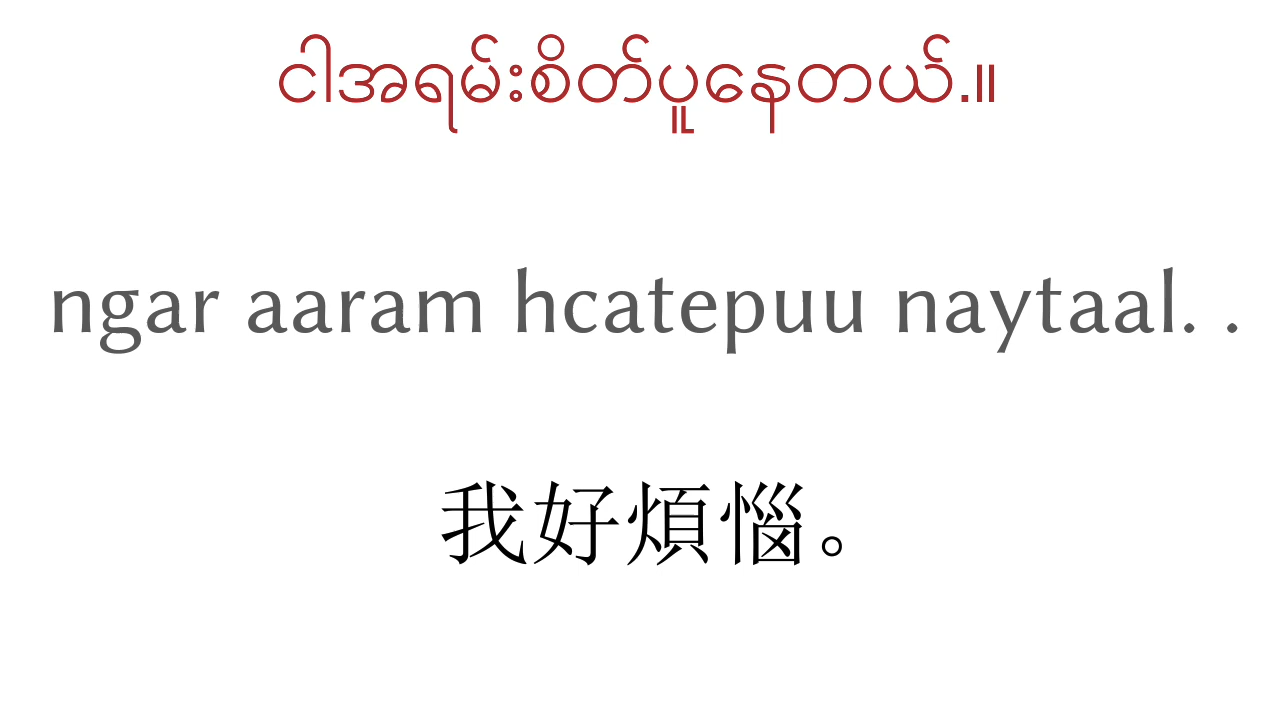 ငါအရမ်းစိတ်ပူနေတယ်.။
ngar aaram hcatepuu naytaal. .
我好煩惱。